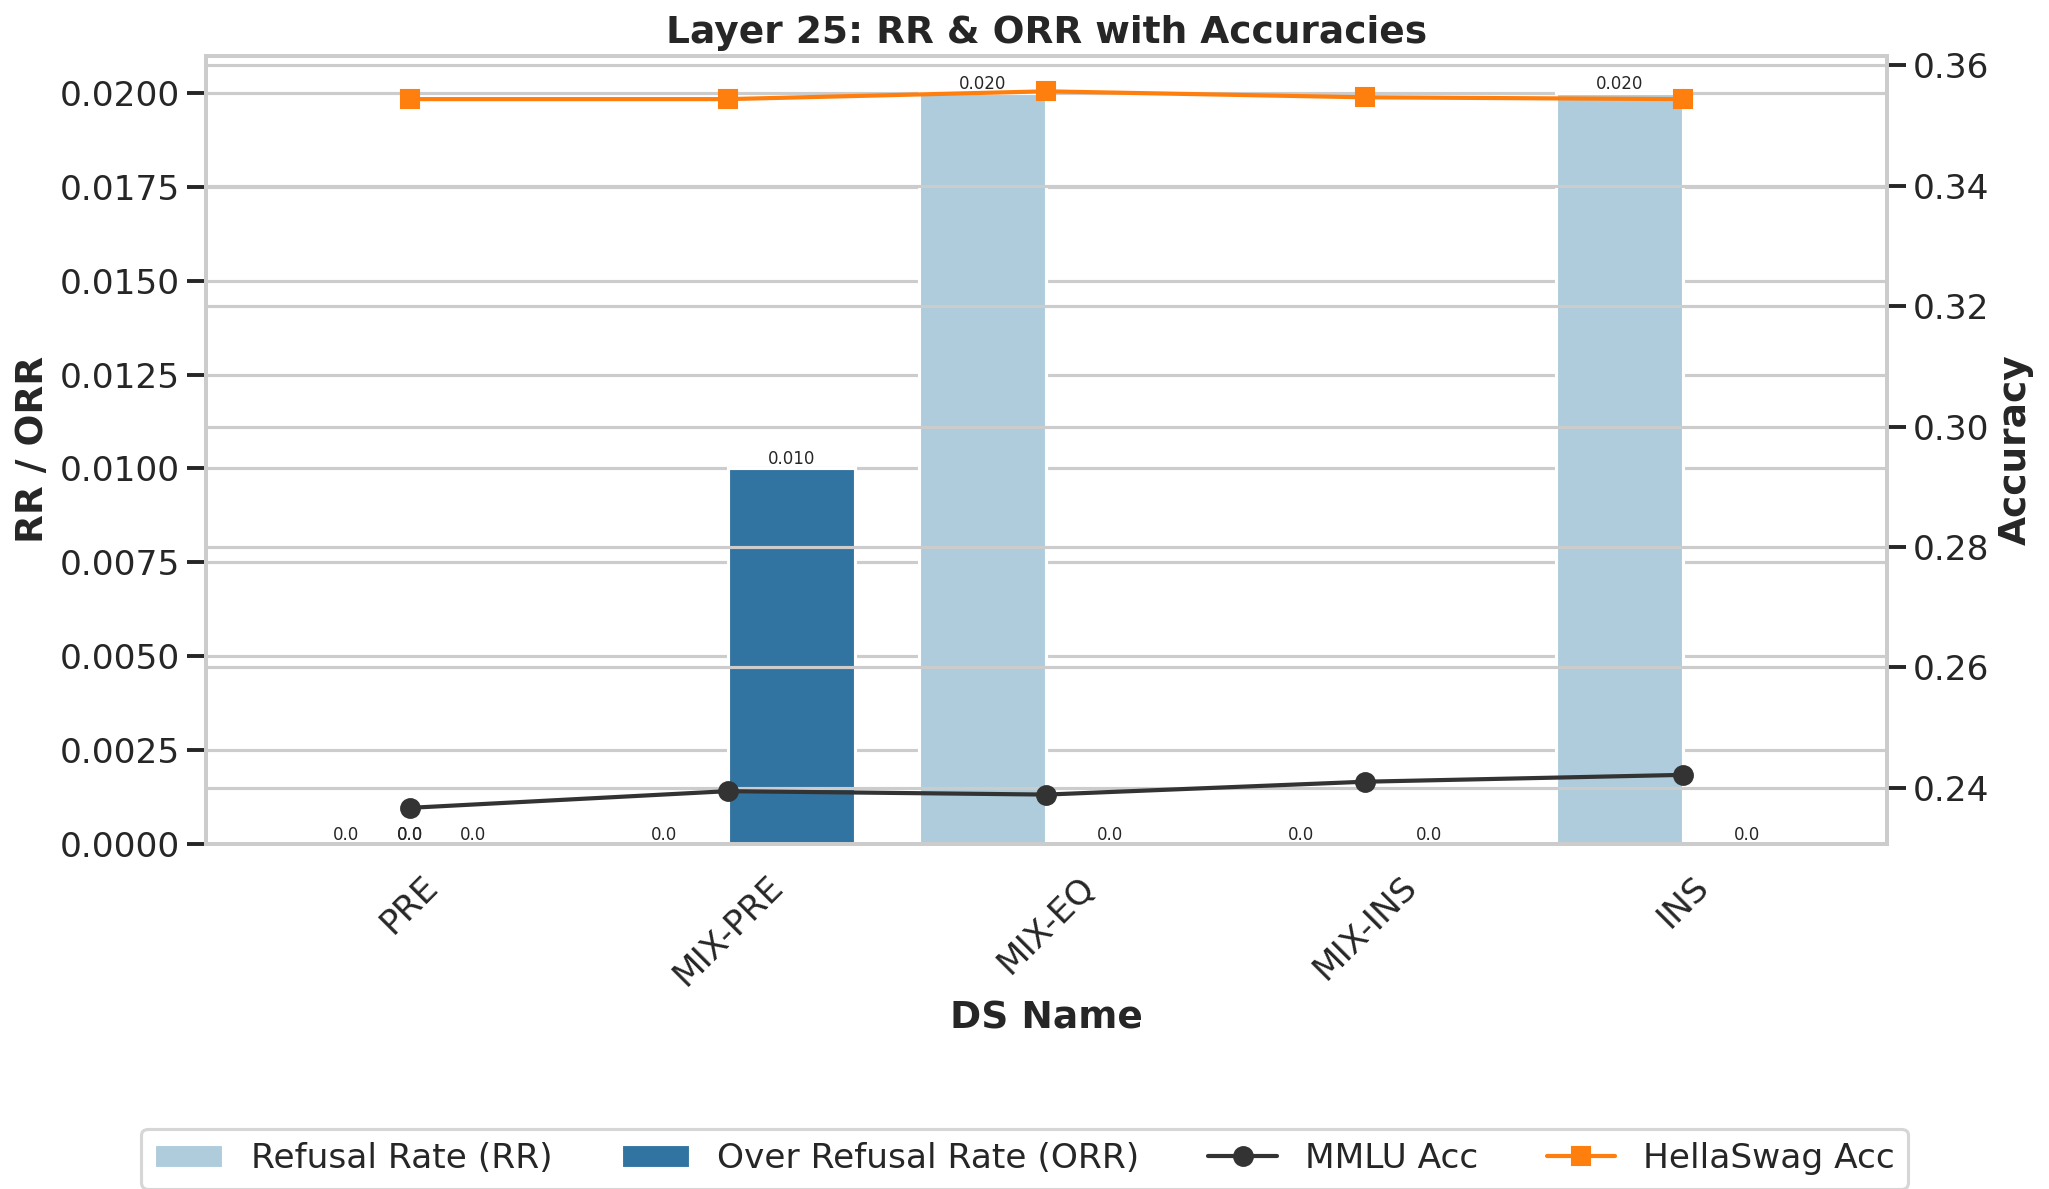 Layer 25: RR & ORR with Accuracies
RR / ORR
0.0200
0.0175
0.0150
0.0125
0.0100
0.0075
0.0050
0.0025
0.0000
0.36
0.34
0.32
0.30
0.28
0.26
0.24
Accuracy
0.020
0.020
0.010
0.0
0.0
0.0
0.0
0.0
0.0
0.0
0.0
PRE
MIX-PRE
MIX-EQ
MIX-INS
INS
DS Name
Refusal Rate (RR)
Over Refusal Rate (ORR)
MMLU Acc
HellaSwag Acc